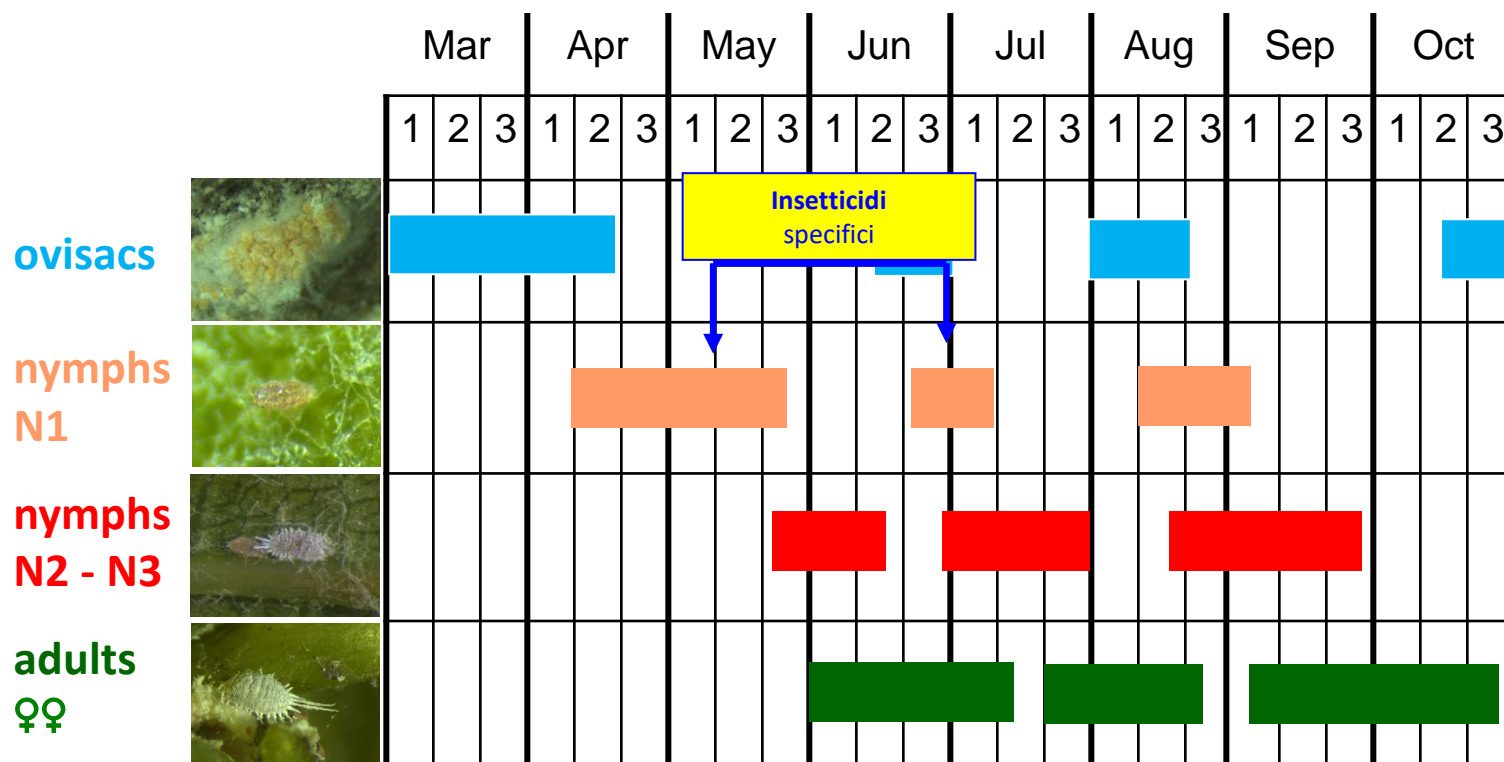 Mar Apr May Jun Jul Aug Sep Oct
1 2 3 1 2 3 1 2 3 1 2 3 1 2 3 1 2 3 1 2 3 1 2 3
Insetticidi
specifici
ovisacs
nymphs
N1
nymphs
N2 - N3
adults
♀♀